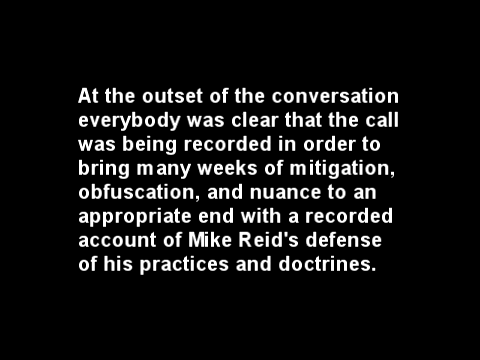 At the outset of the conversation
everybody was clear that the call
was being recorded in order to
bring many weeks of mitigation,
obfuscation, and nuance to an
appropriate end with a recorded
account of Mike Reid's defense
of his practices and doctrines.